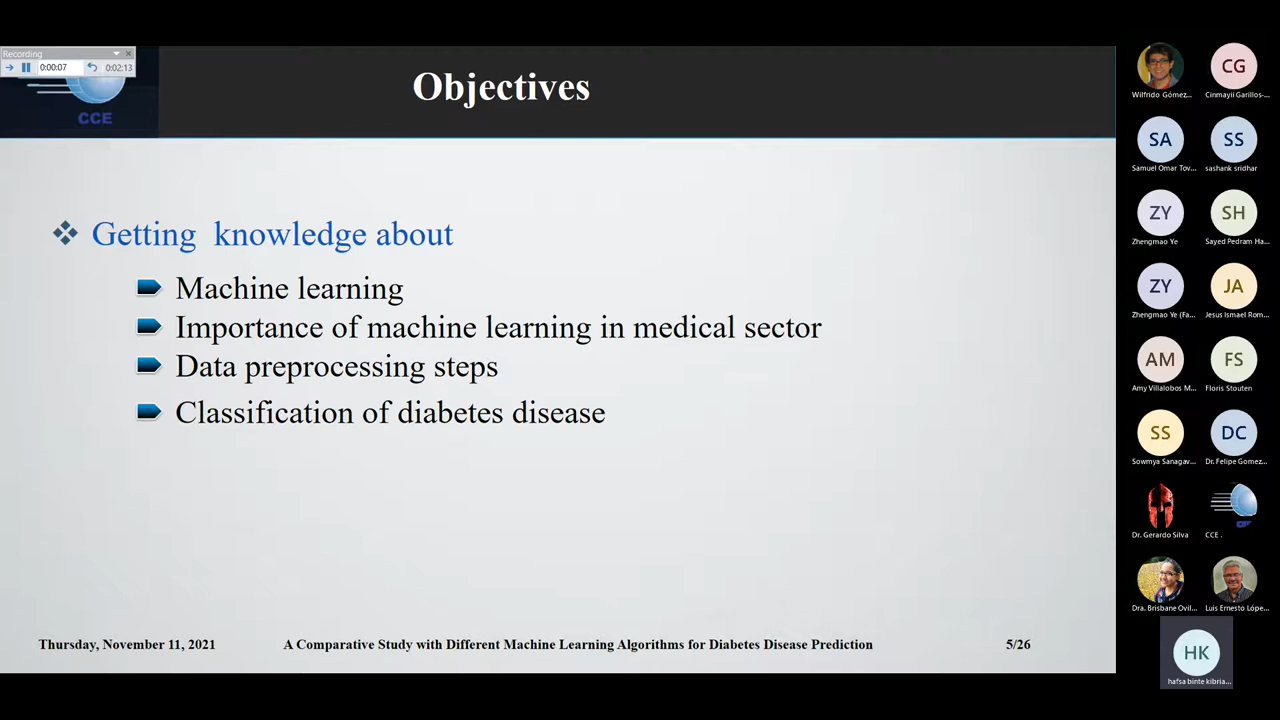 Recording
0:00:07
0:02:13
CCE
Objectives
Getting knowledge about
Machine learning
Importance of machine learning in medical sector
Data preprocessing steps
Classification of diabetes disease
Thursday, November 11, 2021
A Comparative Study with Different Machine Learning Algorithms for Diabetes Disease Prediction
5/26
Wilfrido Gómez...
CG
Cinmayii Garillos-...
SA
Samuel Omar Tov...
SS
sashank sridhar
ZY
Zhengmao Ye
SH
Sayed Pedram Ha...
ZY
Zhengmao Ye (Fa...
JA
Jesus Ismael Rom...
AM
Amy Villalobos M...
FS
Floris Stouten
SS
Sowmya Sanagav...
DC
Dr. Felipe Gomez...
Dr. Gerardo Silva
CCE .
Dra. Brisbane Ovil...
Luis Ernesto Lópe...
HK
hafsa binte kibria...